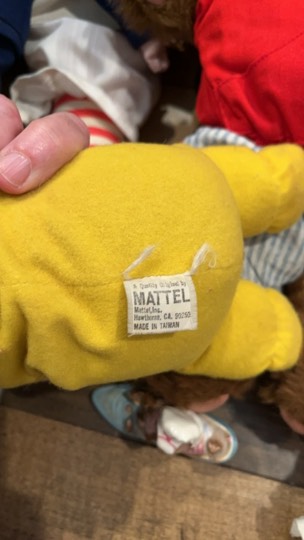 A Quality Original By
MATTEL
Mattel, Inc.
Hawthorne, CA. 90250
MADE IN TAIWAN